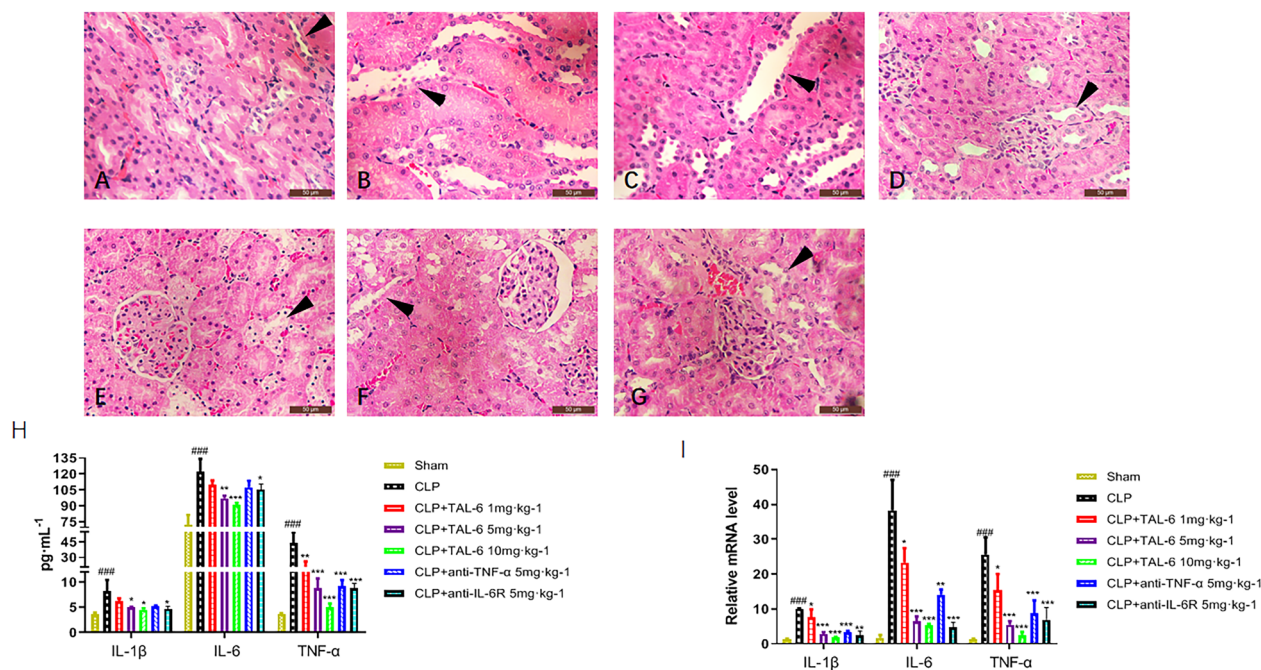 A
50 μm
B
50 μm
C
50 μm
D
50 μm
E
50 μm
F
50 μm
G
50 μm
H
pg·mL-1
135
120
105
90
75
45
30
15
10
5
0
###
*
*
*
###
**
***
*
###
**
***
***
***
***
IL-1β
IL-6
TNF-α
Sham
CLP
CLP+TAL-6 1mg·kg-1
CLP+TAL-6 5mg·kg-1
CLP+TAL-6 10mg·kg-1
CLP+anti-TNF-α 5mg·kg-1
CLP+anti-IL-6R 5mg·kg-1
I
Relative mRNA level
50
40
30
20
10
0
###
*
***
***
***
**
###
*
***
***
**
***
###
*
***
***
***
***
IL-1β
IL-6
TNF-α
Sham
CLP
CLP+TAL-6 1mg·kg-1
CLP+TAL-6 5mg·kg-1
CLP+TAL-6 10mg·kg-1
CLP+anti-TNF-α 5mg·kg-1
CLP+anti-IL-6R 5mg·kg-1